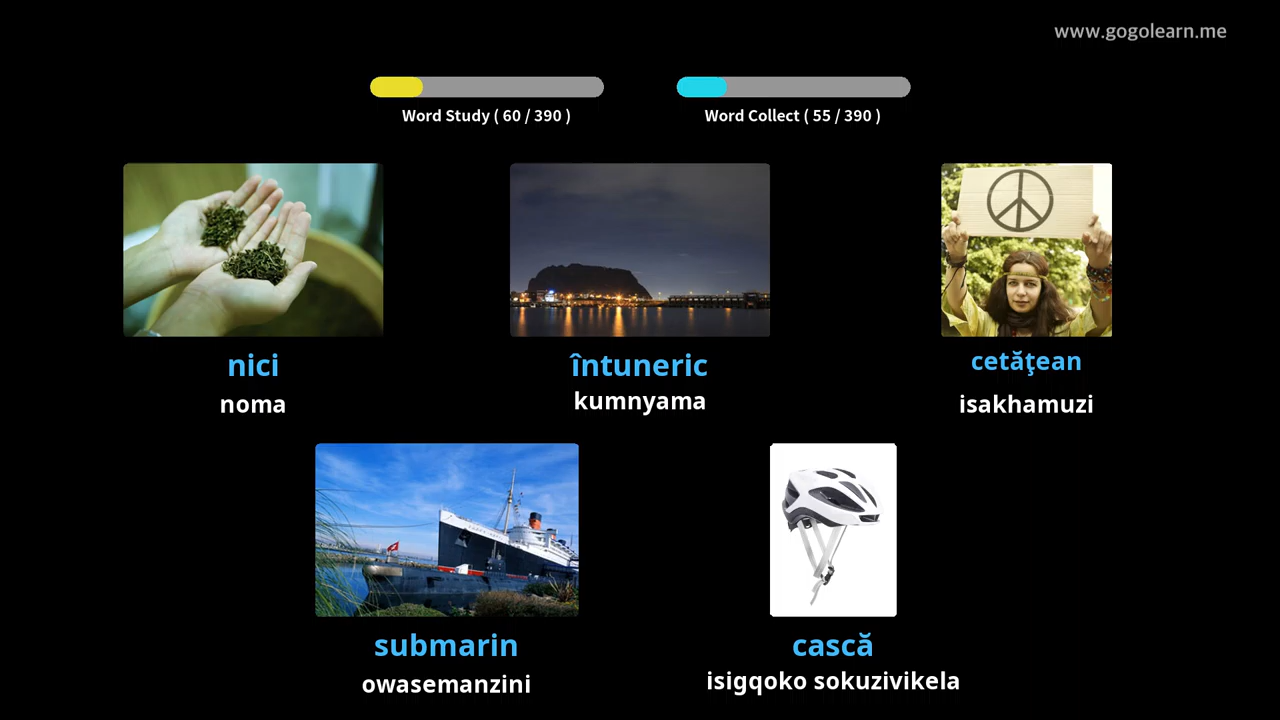 www.gogolearn.me
Word Study ( 60 / 390 )
Word Collect ( 55 / 390 )
nici
noma
întuneric
kumnyama
cetăţean
isakhamuzi
submarin
owasemanzini
cască
isigqoko sokuzivikela